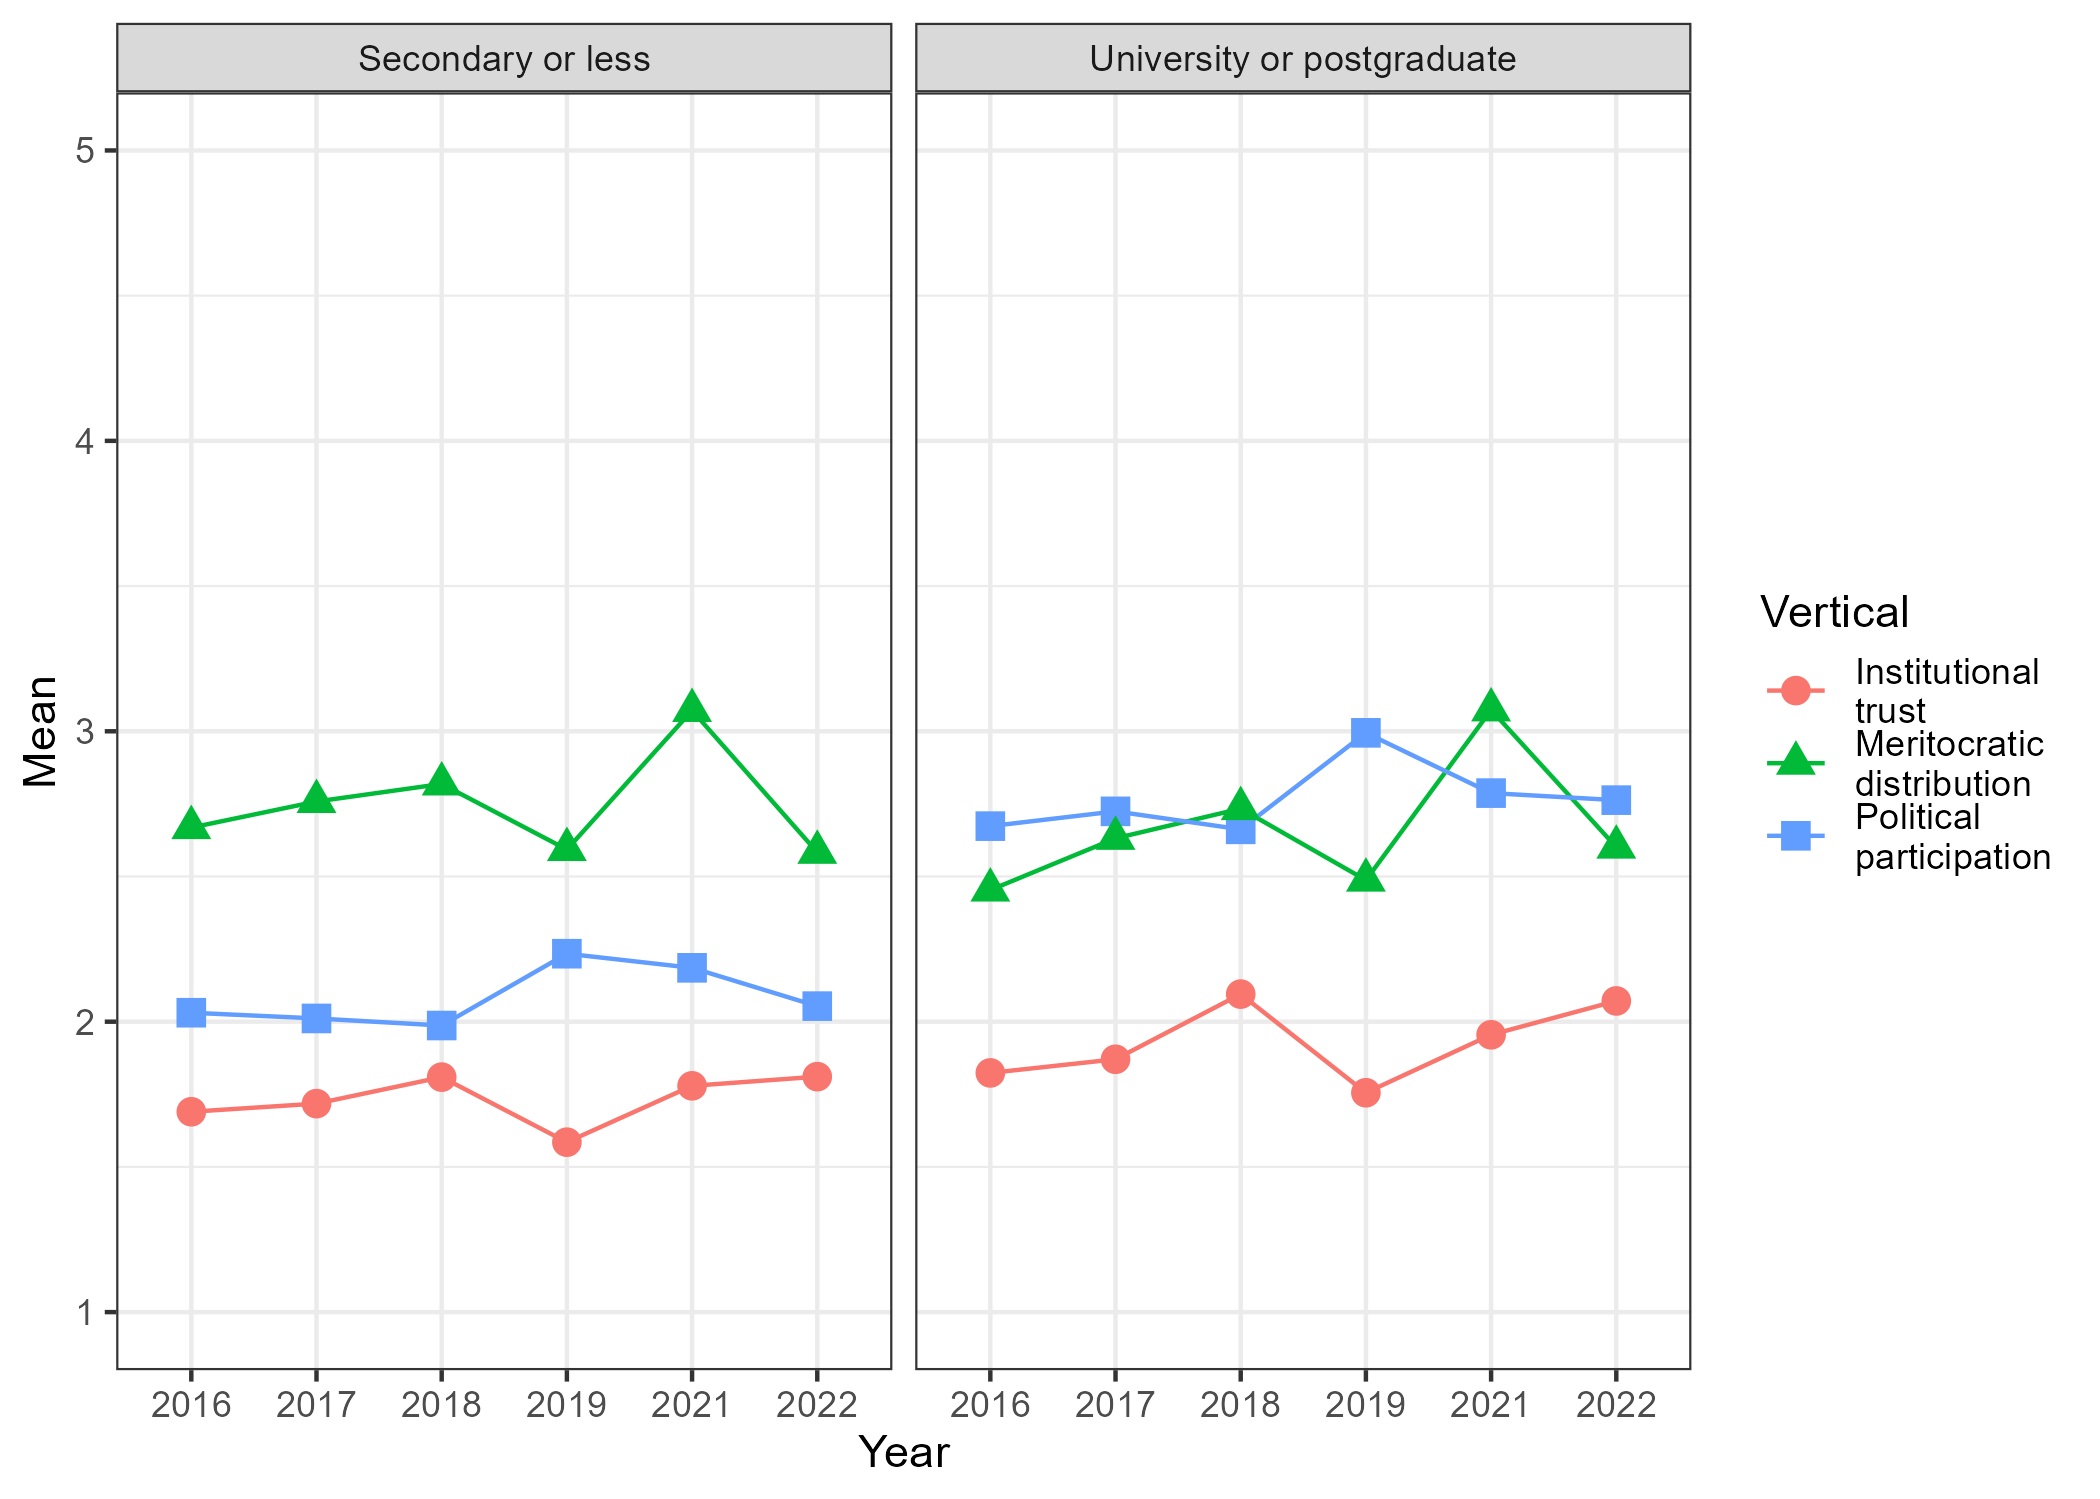 Secondary or less
University or postgraduate
5
4
3
2
1
Mean
2016 2017 2018 2019 2021 2022
2016 2017 2018 2019 2021 2022
Year
Vertical
Institutional
trust
Meritocratic
distribution
Political
participation